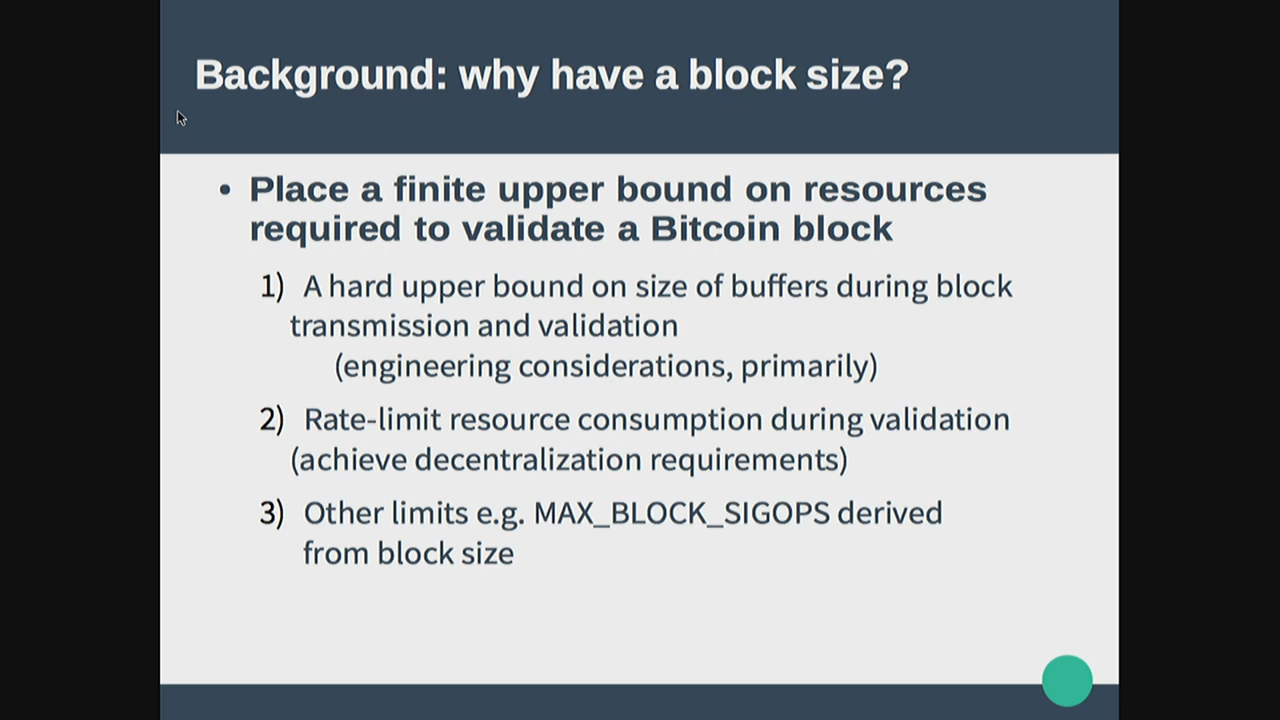 Background: why have a block size?
• Place a finite upper bound on resources
required to validate a Bitcoin block
1) A hard upper bound on size of buffers during block
transmission and validation
(engineering considerations, primarily)
2) Rate-limit resource consumption during validation
(achieve decentralization requirements)
3) Other limits e.g. MAX_BLOCK_SIGOPS derived
from block size